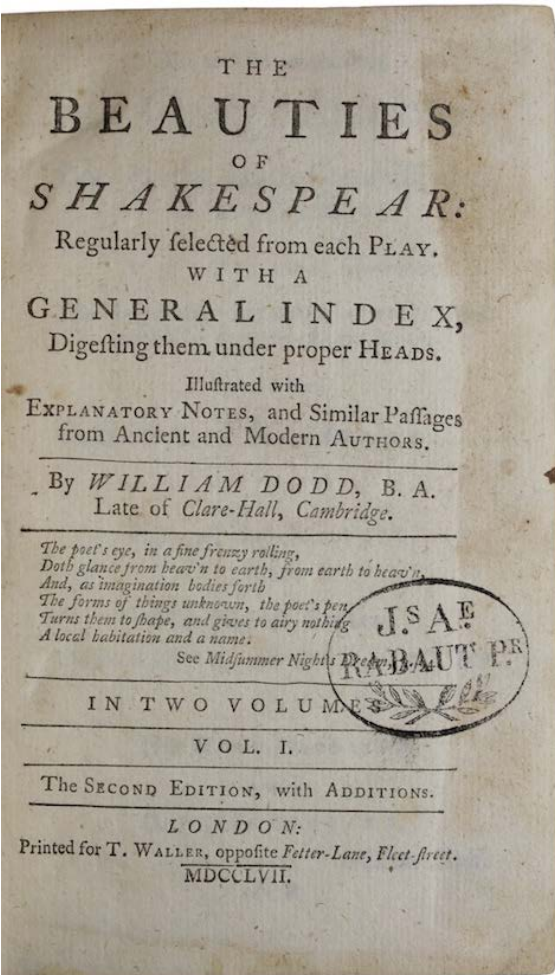 THE
BEAUTIES
OF
SHAKESPEAR:
Regularly ſelected from each PLAY.
WITH A
GENERAL INDEX,
Digeſting them under proper HEADS.
Illuſtrated with
EXPLANATORY NOTES, and Similar Paſſages
from Ancient and Modern AUTHORS.
By WILLIAM DODD, B. A.
Late of Clare-Hall, Cambridge.
The poet's eye, in a fine frenzy rolling,
Doth glance from heav'n to earth, from earth to heav'n,
And, as imagination bodies forth
The forms of things unknown, the poet's pen
Turns them to ſhape, and gives to airy nothing
A local habitation and a name.
See Midſummer Night's Dream,
J.S A.E
RABAUT P.R
IN TWO VOLUMES
VOL. I.
The SECOND EDITION, with ADDITIONS.
LONDON:
Printed for T. WALLER, oppoſite Fetter-Lane, Fleet-ſtreet.
MDCCLVII.